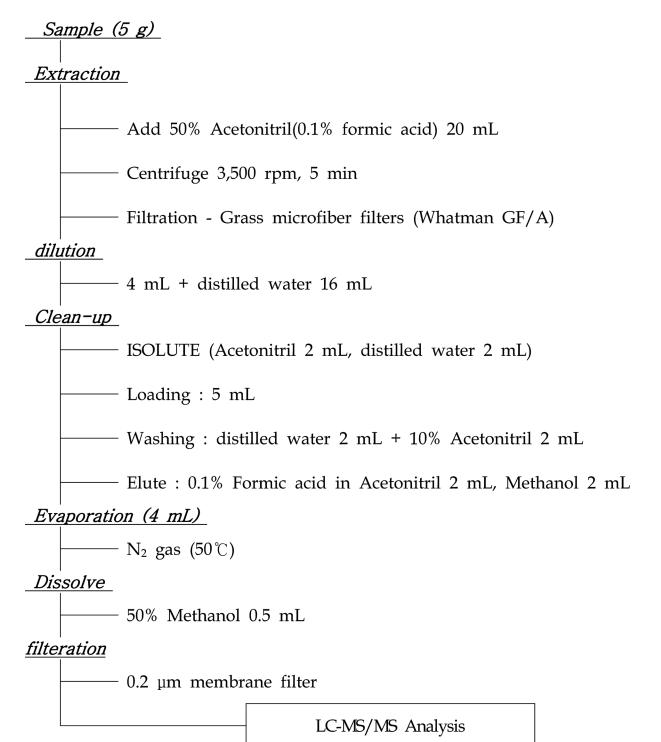 Sample (5 g)
Extraction
Add 50% Acetonitril(0.1% formic acid) 20 mL
Centrifuge 3,500 rpm, 5 min
Filtration - Grass microfiber filters (Whatman GF/A)
dilution
4 mL + distilled water 16 mL
Clean-up
ISOLUTE (Acetonitril 2 mL, distilled water 2 mL)
Loading : 5 mL
Washing : distilled water 2 mL + 10% Acetonitril 2 mL
Elute : 0.1% Formic acid in Acetonitril 2 mL, Methanol 2 mL
Evaporation (4 mL)
N₂ gas (50℃)
Dissolve
50% Methanol 0.5 mL
filteration
0.2 μm membrane filter
LC-MS/MS Analysis